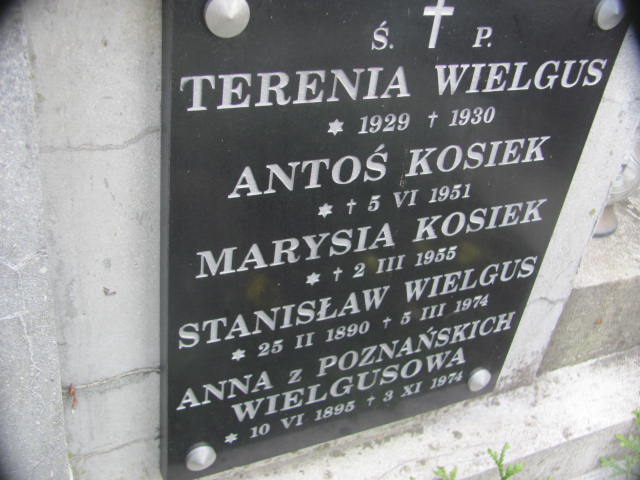 Ś. † P.
TERENIA WIELGUS
* 1929 † 1930
ANTOŚ KOSIEK
* † 5 VI 1951
MARYSIA KOSIEK
* † 2 III 1955
STANISŁAW WIELGUS
* 25 II 1890 † 5 III 1974
ANNA Z POZNAŃSKICH
WIELGUSOWA
* 10 VI 1895 † 3 XI 1974